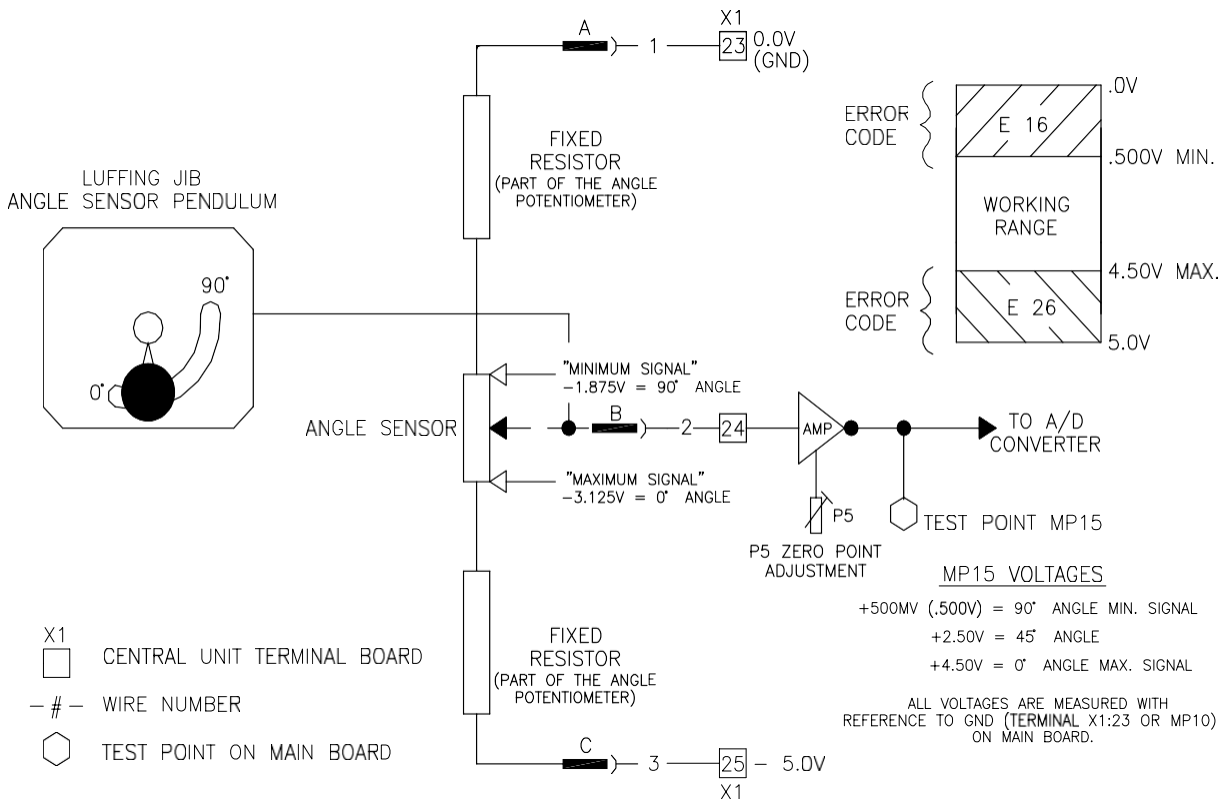 X1
A
1
23
0.0V
(GND)
FIXED
RESISTOR
(PART OF THE ANGLE
POTENTIOMETER)
ERROR
CODE
E 16
.0V
.500V MIN.
WORKING
RANGE
4.50V MAX.
ERROR
CODE
E 26
5.0V
LUFFING JIB
ANGLE SENSOR PENDULUM
90°
0°
"MINIMUM SIGNAL"
-1.875V = 90° ANGLE
ANGLE SENSOR
B
2
24
AMP
TO A/D
CONVERTER
"MAXIMUM SIGNAL"
-3.125V = 0° ANGLE
P5
P5 ZERO POINT
ADJUSTMENT
TEST POINT MP15
MP15 VOLTAGES
+500MV (.500V) = 90° ANGLE MIN. SIGNAL
+2.50V = 45° ANGLE
+4.50V = 0° ANGLE MAX. SIGNAL
ALL VOLTAGES ARE MEASURED WITH
REFERENCE TO GND (TERMINAL X1:23 OR MP10)
ON MAIN BOARD.
FIXED
RESISTOR
(PART OF THE ANGLE
POTENTIOMETER)
C
3
25
- 5.0V
X1
X1
CENTRAL UNIT TERMINAL BOARD
-#- WIRE NUMBER
TEST POINT ON MAIN BOARD